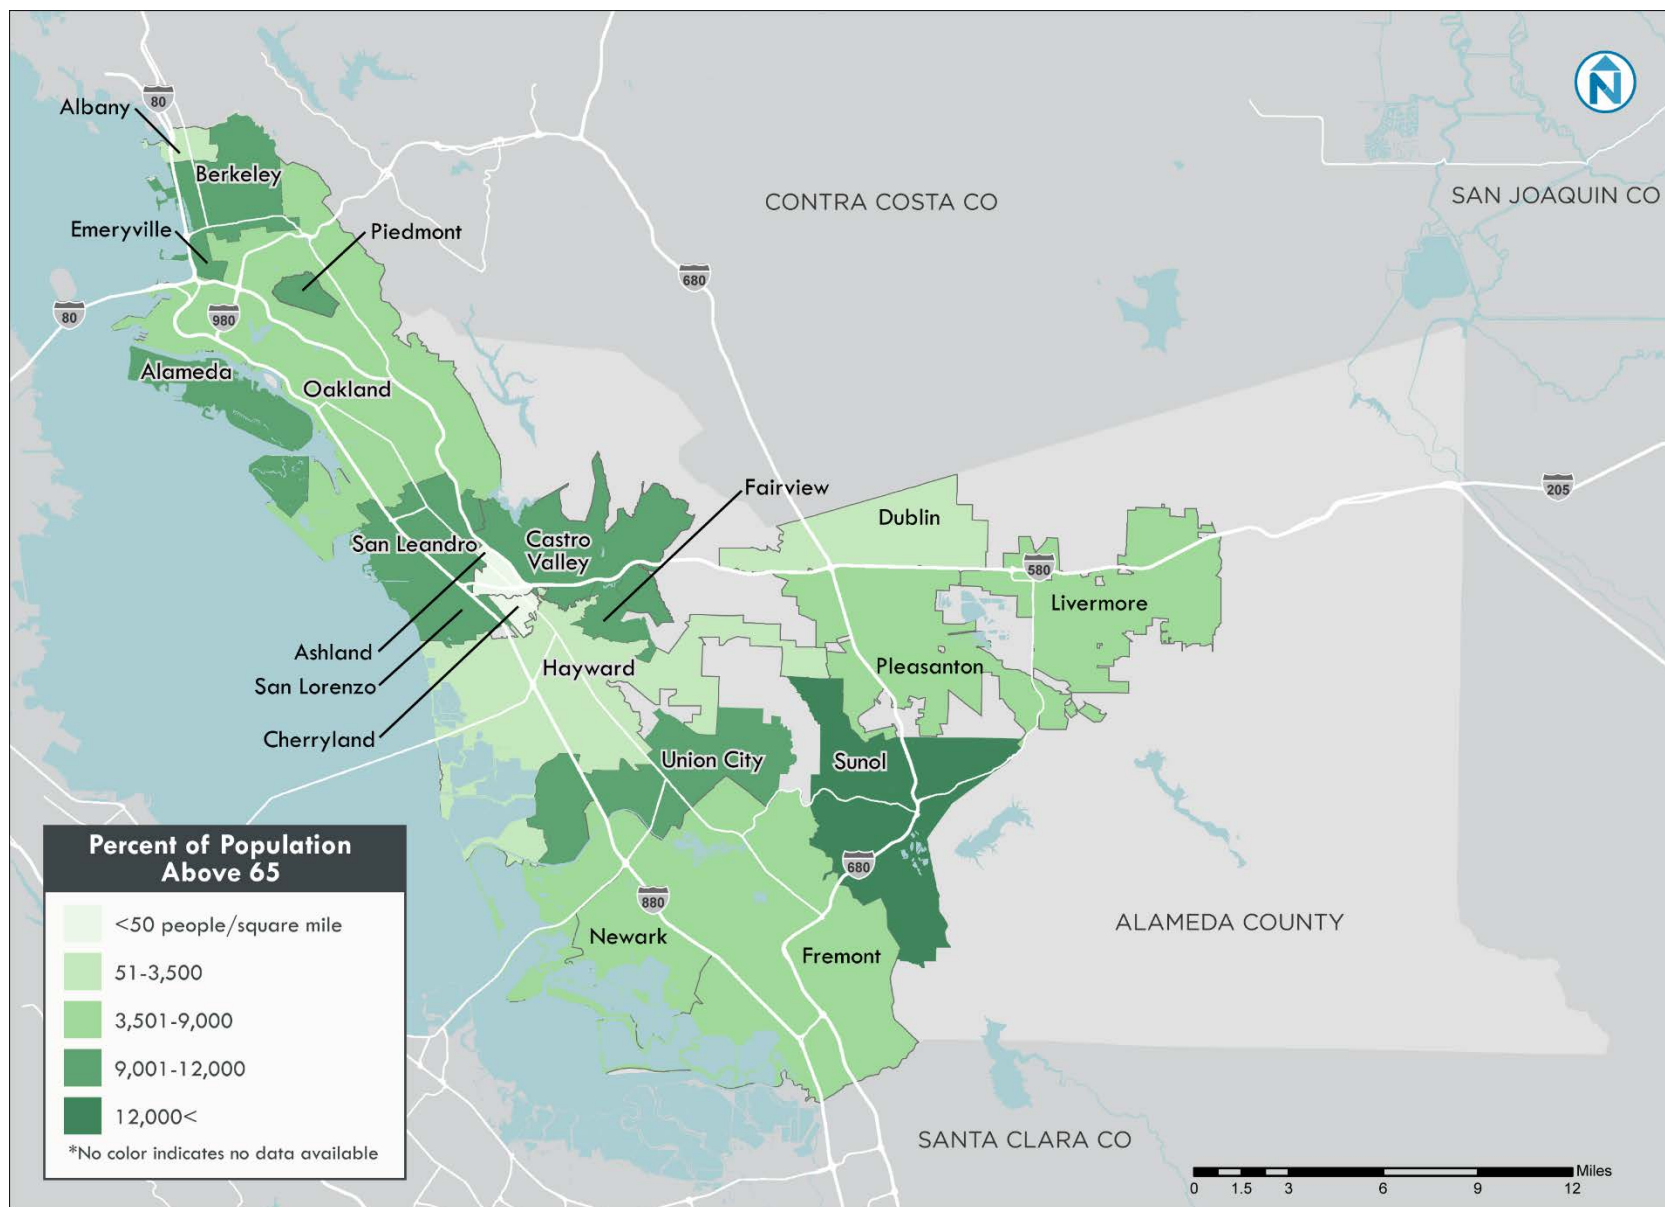 N
80
Albany
Berkeley
CONTRA COSTA CO
SAN JOAQUIN CO
Emeryville
Piedmont
680
80
980
Alameda
Oakland
Fairview
205
Dublin
San Leandro
Castro
Valley
580
Livermore
Ashland
San Lorenzo
Hayward
Pleasanton
Cherryland
Union City
Sunol
680
880
ALAMEDA COUNTY
Newark
Fremont
SANTA CLARA CO
Percent of Population
Above 65
<50 people/square mile
51-3,500
3,501-9,000
9,001-12,000
12,000<
*No color indicates no data available
Miles
0 1.5 3 6 9 12